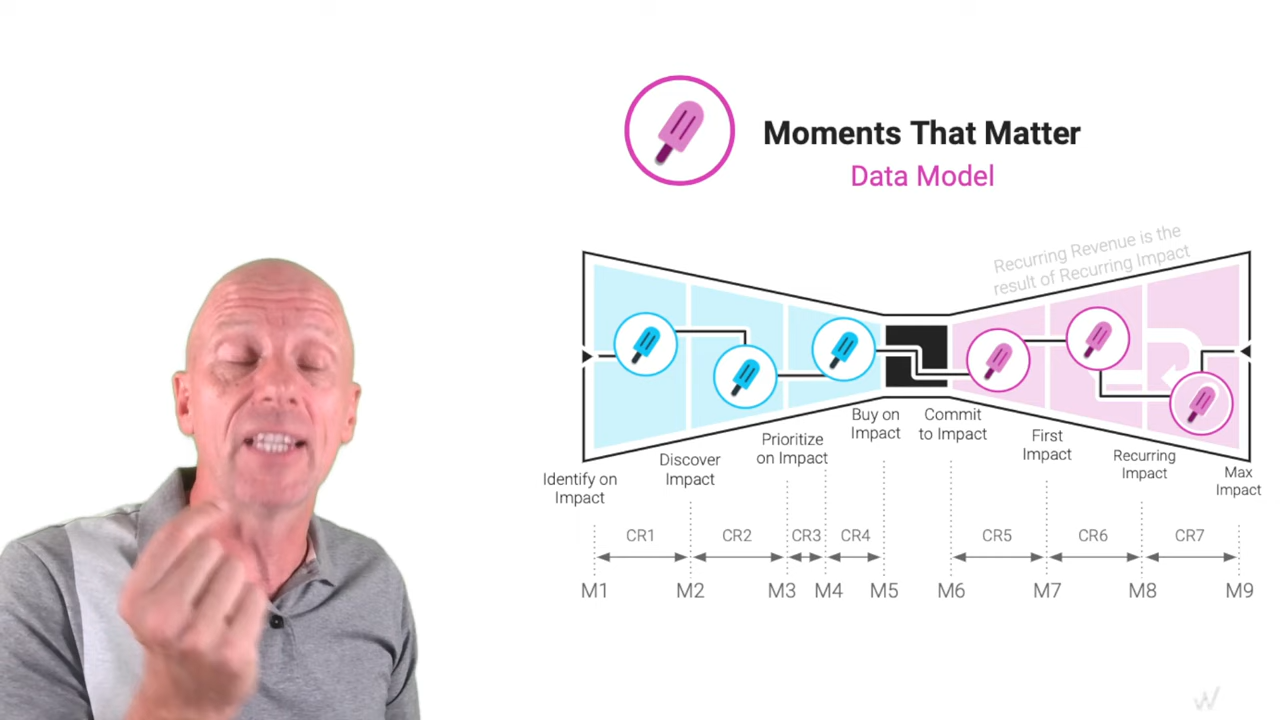 Moments That Matter
Data Model
Recurring Revenue is the
result of Recurring Impact
Identify on
Impact
Discover
Impact
Prioritize
on Impact
Buy on
Impact
Commit
to Impact
First
Impact
Recurring
Impact
Max
Impact
CR1 CR2 CR3 CR4 CR5 CR6 CR7
M1 M2 M3 M4 M5 M6 M7 M8 M9
W